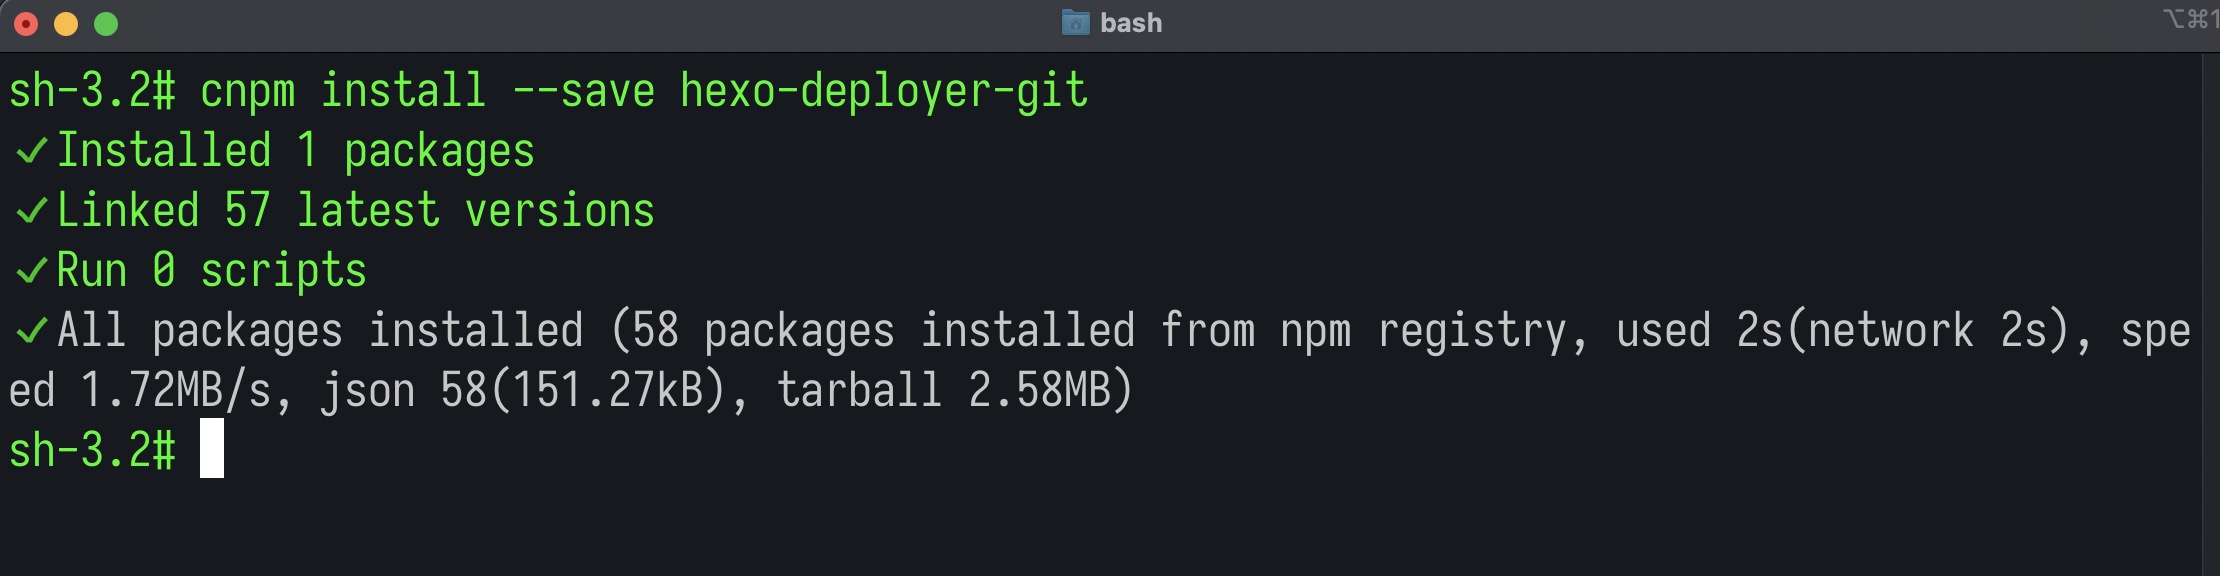 bash
⌥⌘1
sh-3.2# cnpm install --save hexo-deployer-git
✓Installed 1 packages
✓Linked 57 latest versions
✓Run 0 scripts
✓All packages installed (58 packages installed from npm registry, used 2s(network 2s), spe
ed 1.72MB/s, json 58(151.27kB), tarball 2.58MB)
sh-3.2#